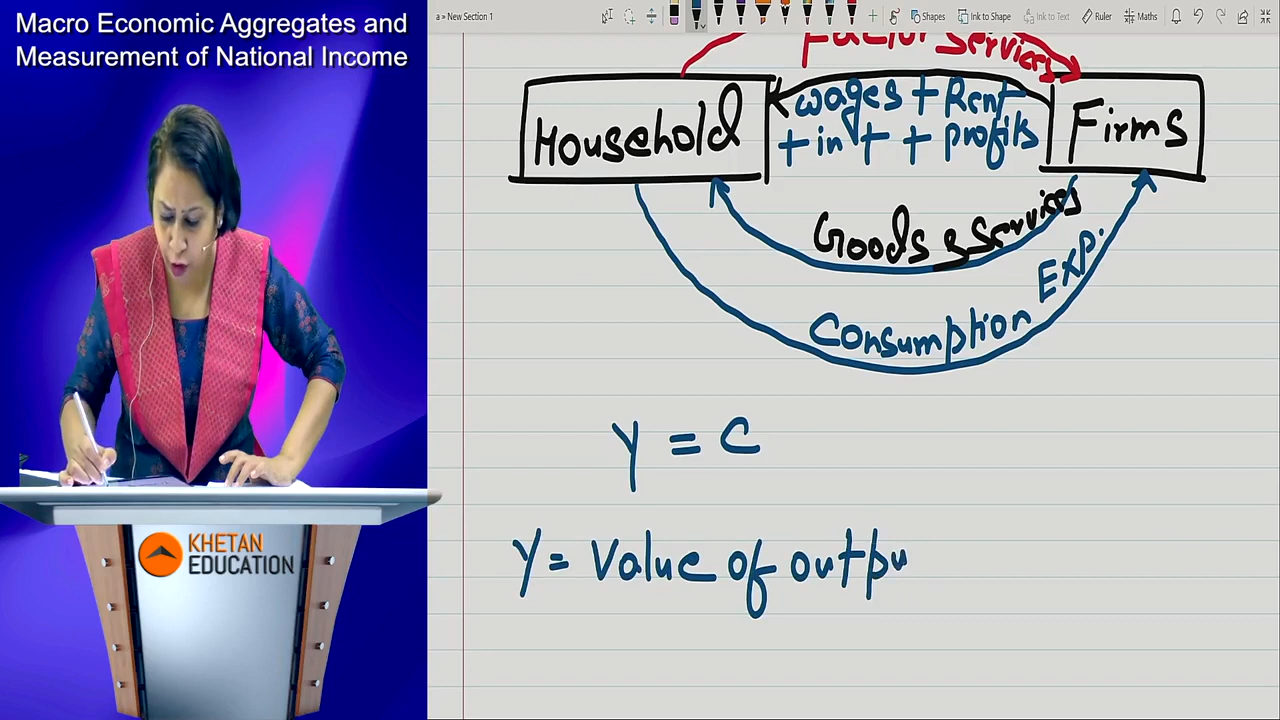 Macro Economic Aggregates and
Measurement of National Income
a » New Section 1
Shapes
Ink to Shape
Ink to Text
Ruler
Maths
Factor Services
Household
wages + Rent
+ int + profits
Firms
Goods & Services
Consumption Exp.
Y = C
Y = Value of outpu
KHETAN
EDUCATION